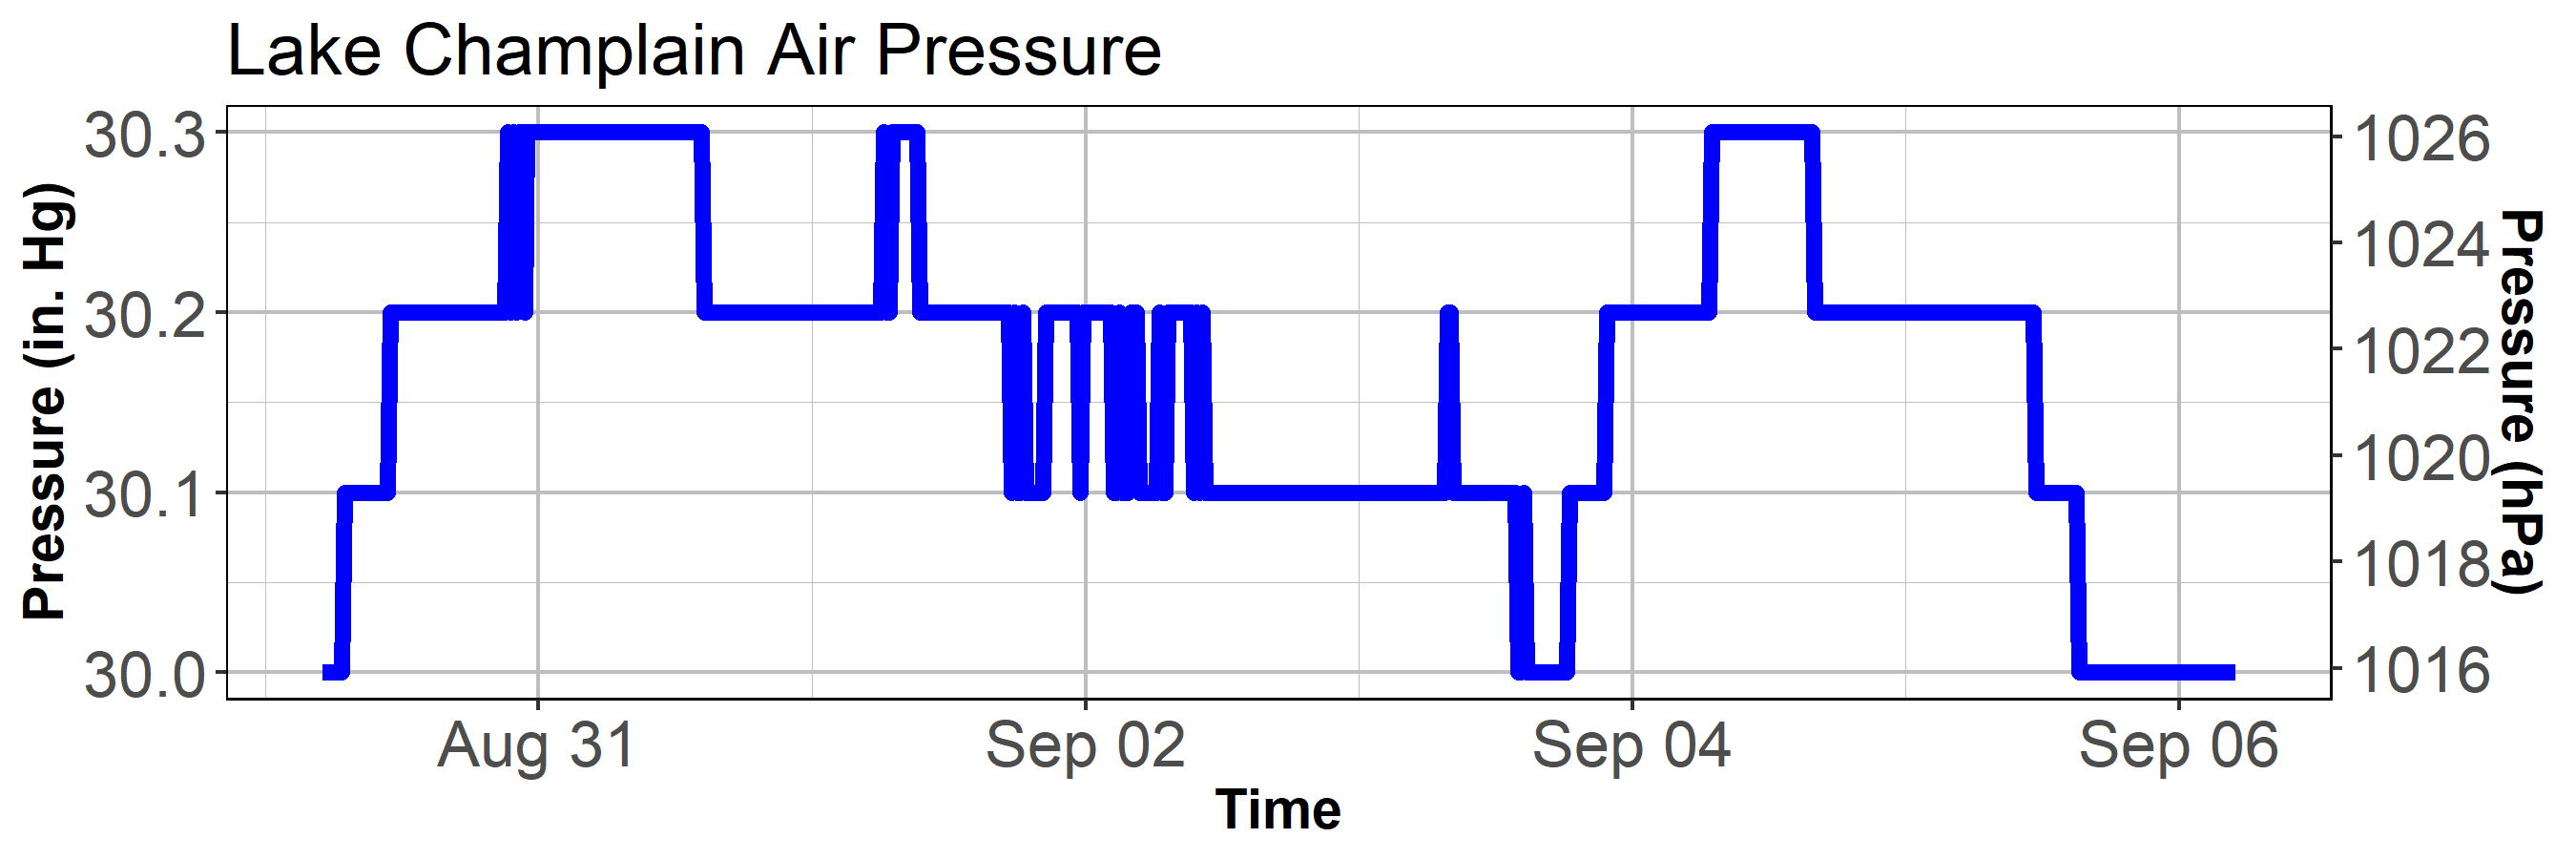 Lake Champlain Air Pressure
Pressure (in. Hg)
30.3
30.2
30.1
30.0
1026
1024
1022
1020
1018
1016
Pressure (hPa)
Aug 31
Sep 02
Sep 04
Sep 06
Time